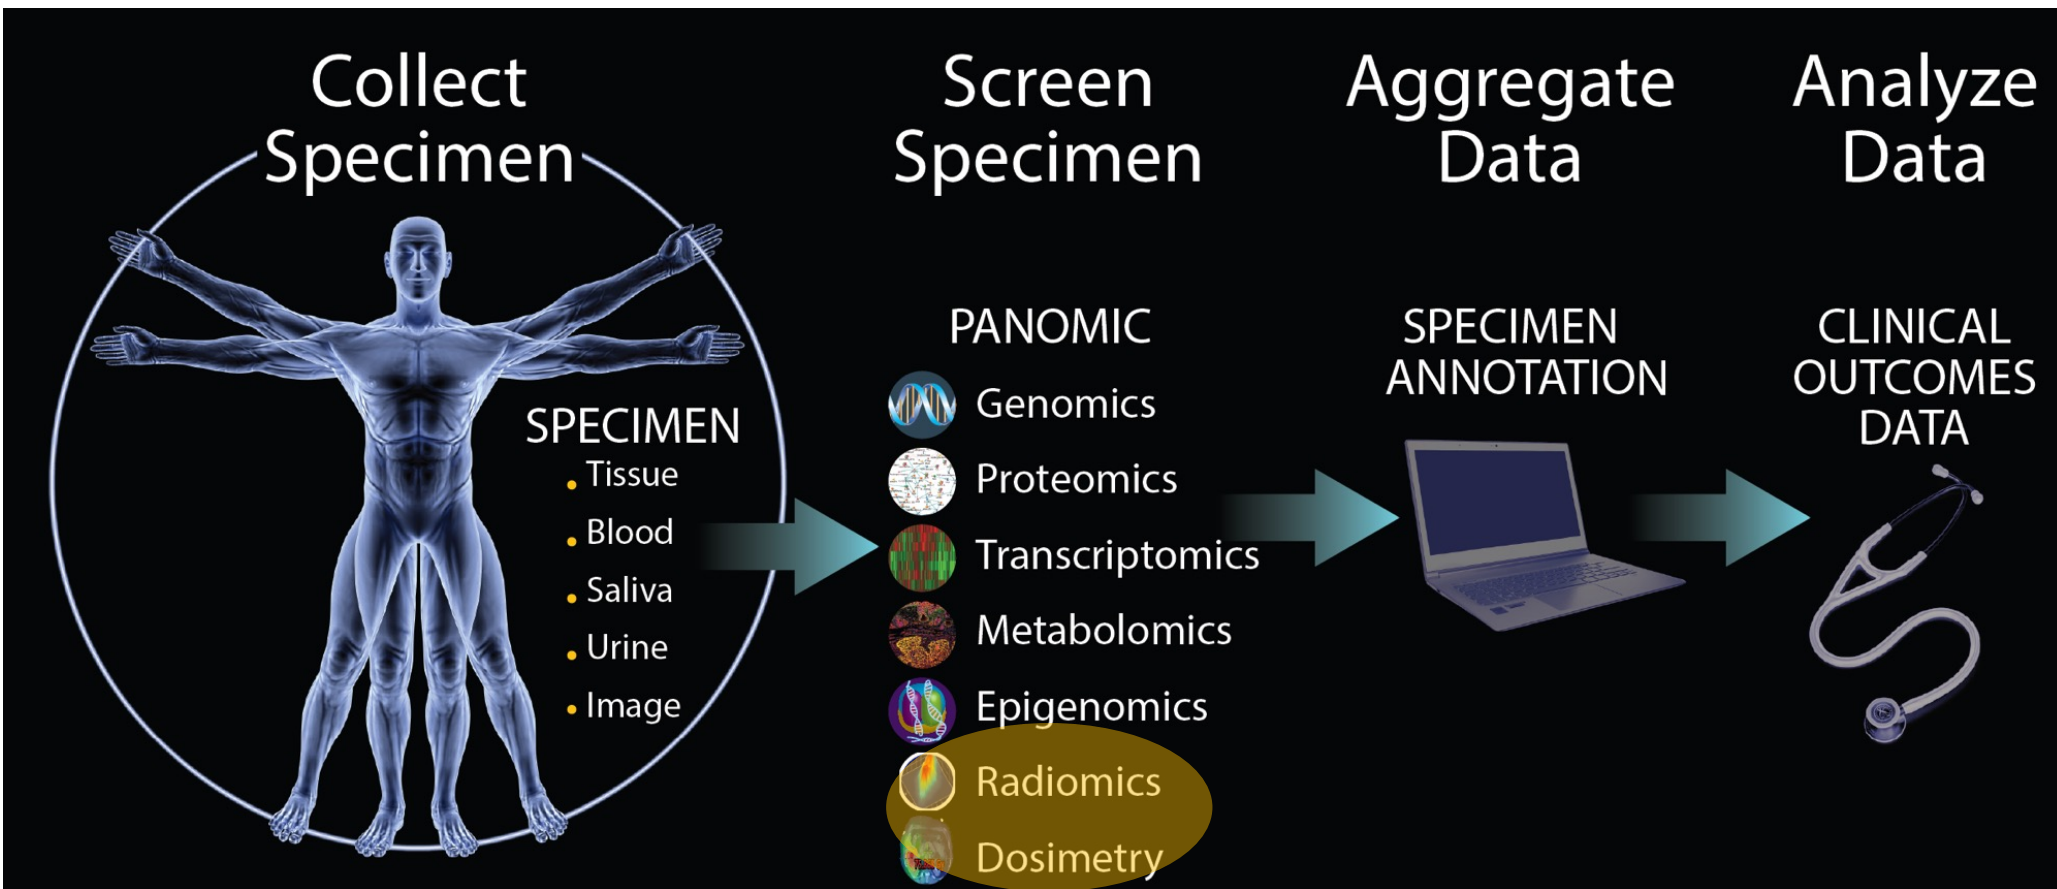 Collect
Specimen
SPECIMEN
Tissue
Blood
Saliva
Urine
Image
Screen
Specimen
PANOMIC
Genomics
Proteomics
Transcriptomics
Metabolomics
Epigenomics
Radiomics
Dosimetry
Aggregate
Data
SPECIMEN
ANNOTATION
Analyze
Data
CLINICAL
OUTCOMES
DATA